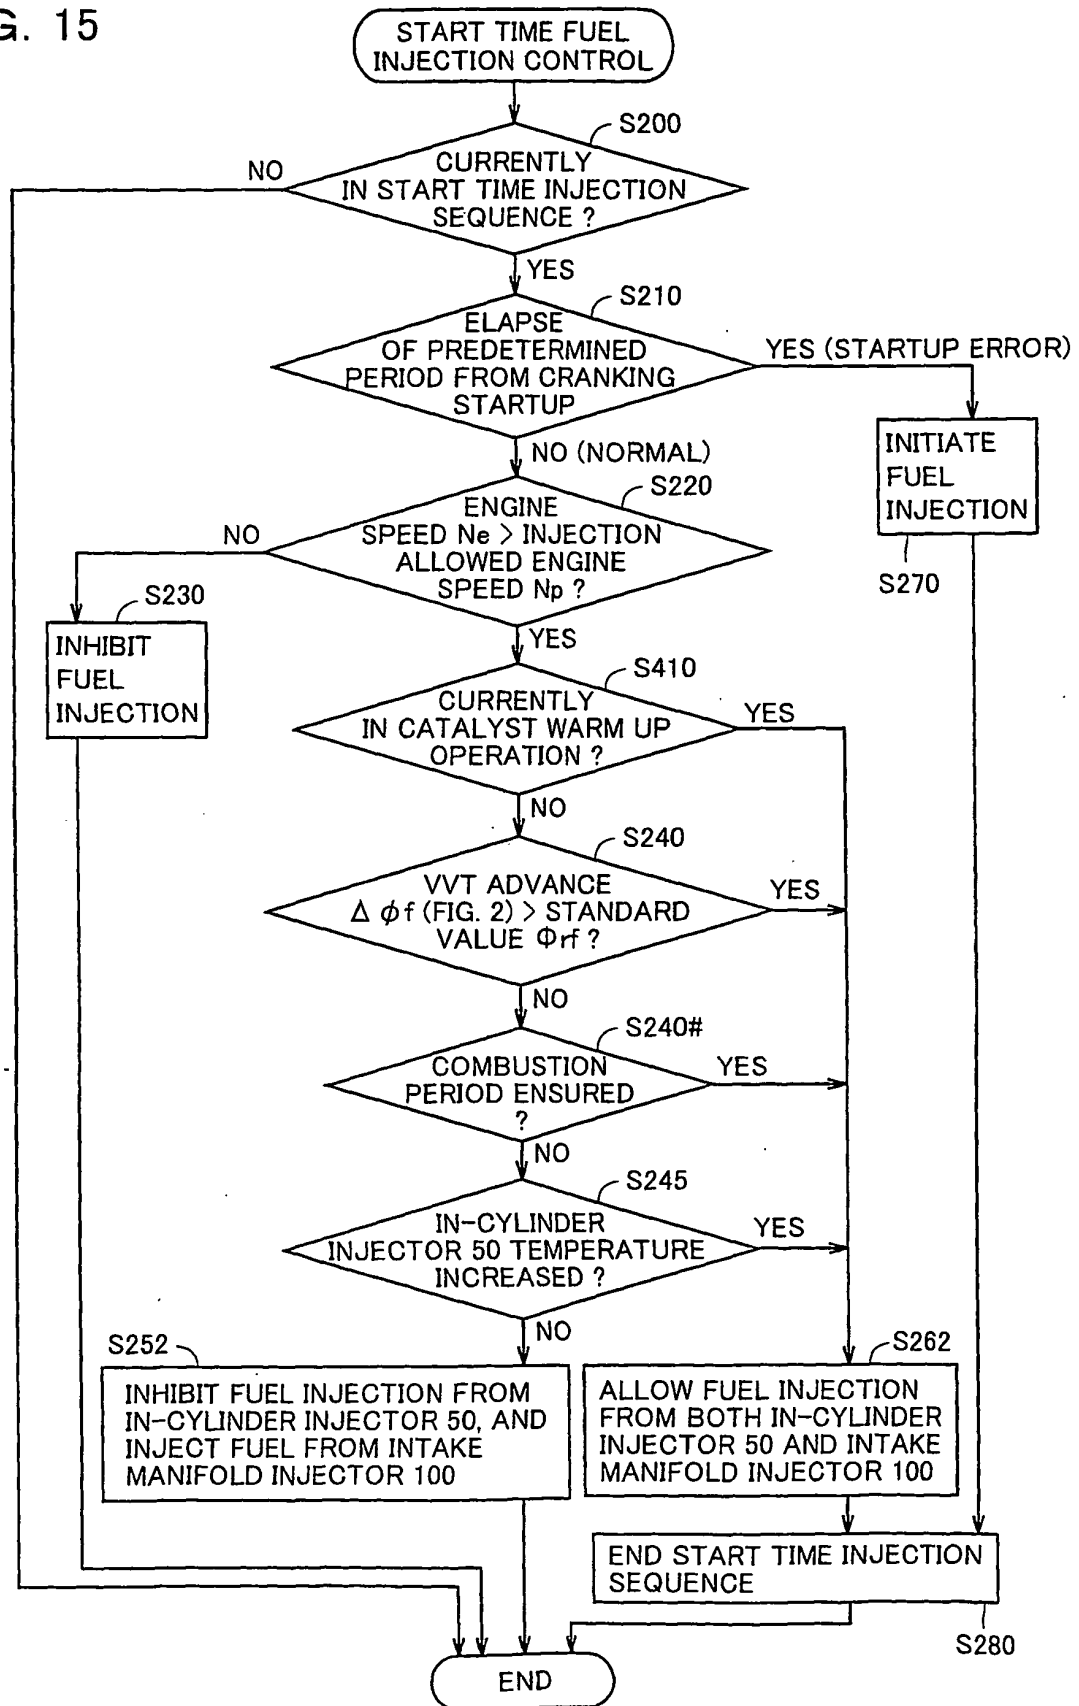 G. 15
START TIME FUEL
INJECTION CONTROL
S200
CURRENTLY
IN START TIME INJECTION
SEQUENCE ?
NO
YES
S210
ELAPSE
OF PREDETERMINED
PERIOD FROM CRANKING
STARTUP
YES (STARTUP ERROR)
NO (NORMAL)
INITIATE
FUEL
INJECTION
S270
S220
ENGINE
SPEED Ne > INJECTION
ALLOWED ENGINE
SPEED Np ?
NO
YES
S230
INHIBIT
FUEL
INJECTION
S410
CURRENTLY
IN CATALYST WARM UP
OPERATION ?
YES
NO
S240
VVT ADVANCE
Δ φf (FIG. 2) > STANDARD
VALUE Φrf ?
YES
NO
S240#
COMBUSTION
PERIOD ENSURED
?
YES
NO
S245
IN-CYLINDER
INJECTOR 50 TEMPERATURE
INCREASED ?
YES
NO
S252
INHIBIT FUEL INJECTION FROM
IN-CYLINDER INJECTOR 50, AND
INJECT FUEL FROM INTAKE
MANIFOLD INJECTOR 100
S262
ALLOW FUEL INJECTION
FROM BOTH IN-CYLINDER
INJECTOR 50 AND INTAKE
MANIFOLD INJECTOR 100
END START TIME INJECTION
SEQUENCE
S280
END